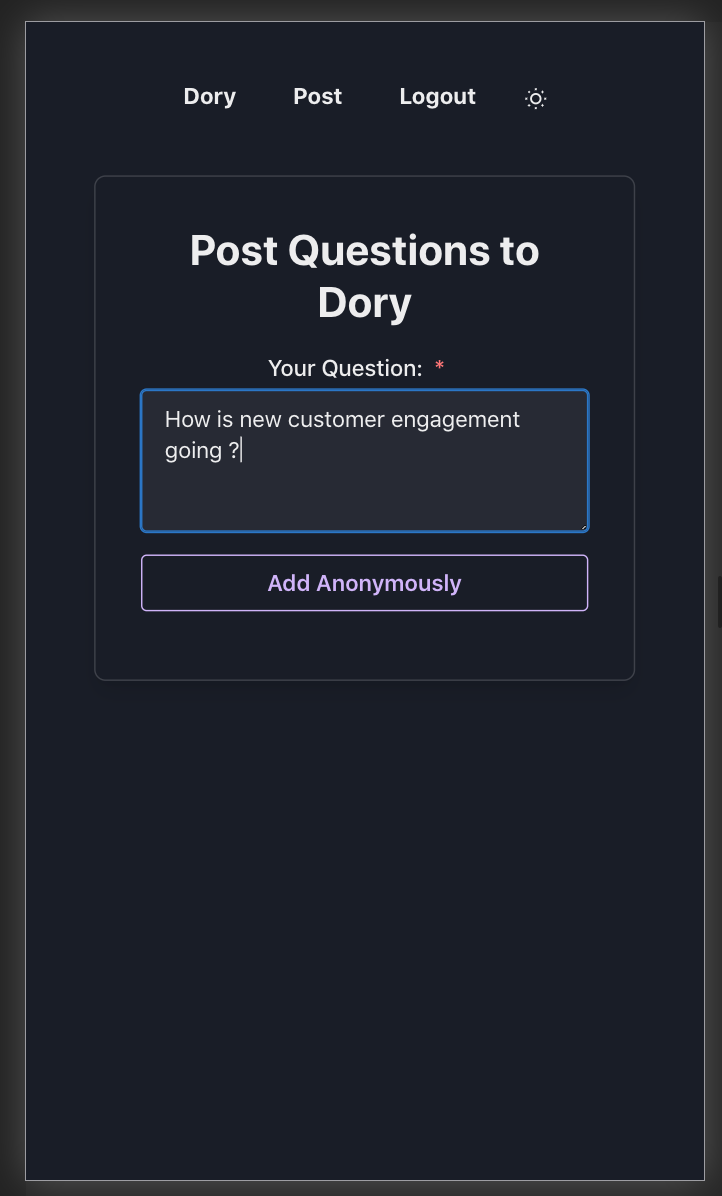 Dory Post Logout
Post Questions to
Dory
Your Question: *
How is new customer engagement
going ?
Add Anonymously